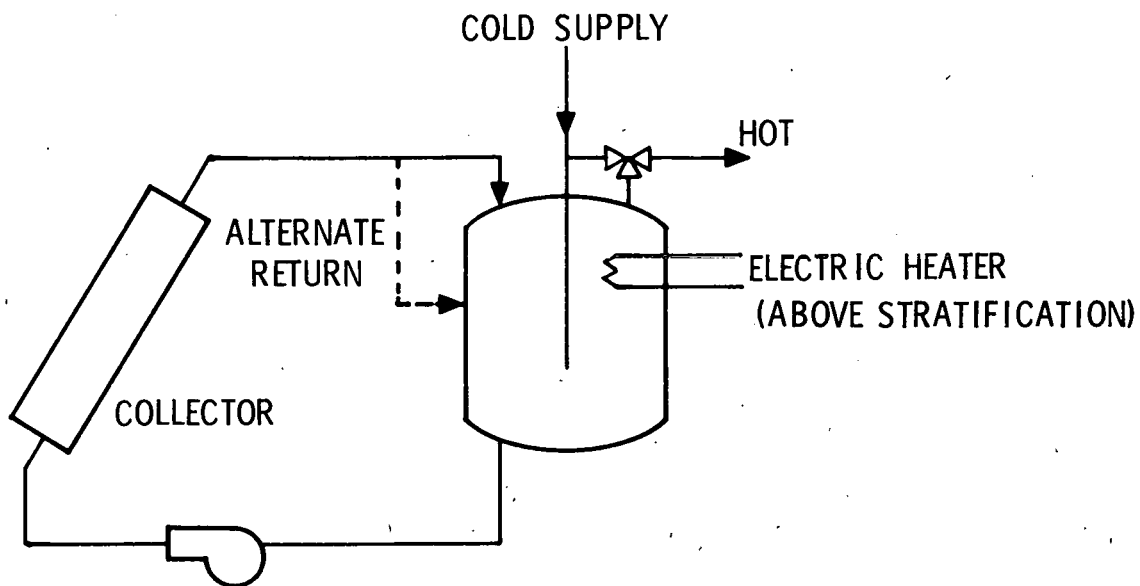 COLD SUPPLY
HOT
ALTERNATE
RETURN
ELECTRIC HEATER
(ABOVE STRATIFICATION)
COLLECTOR